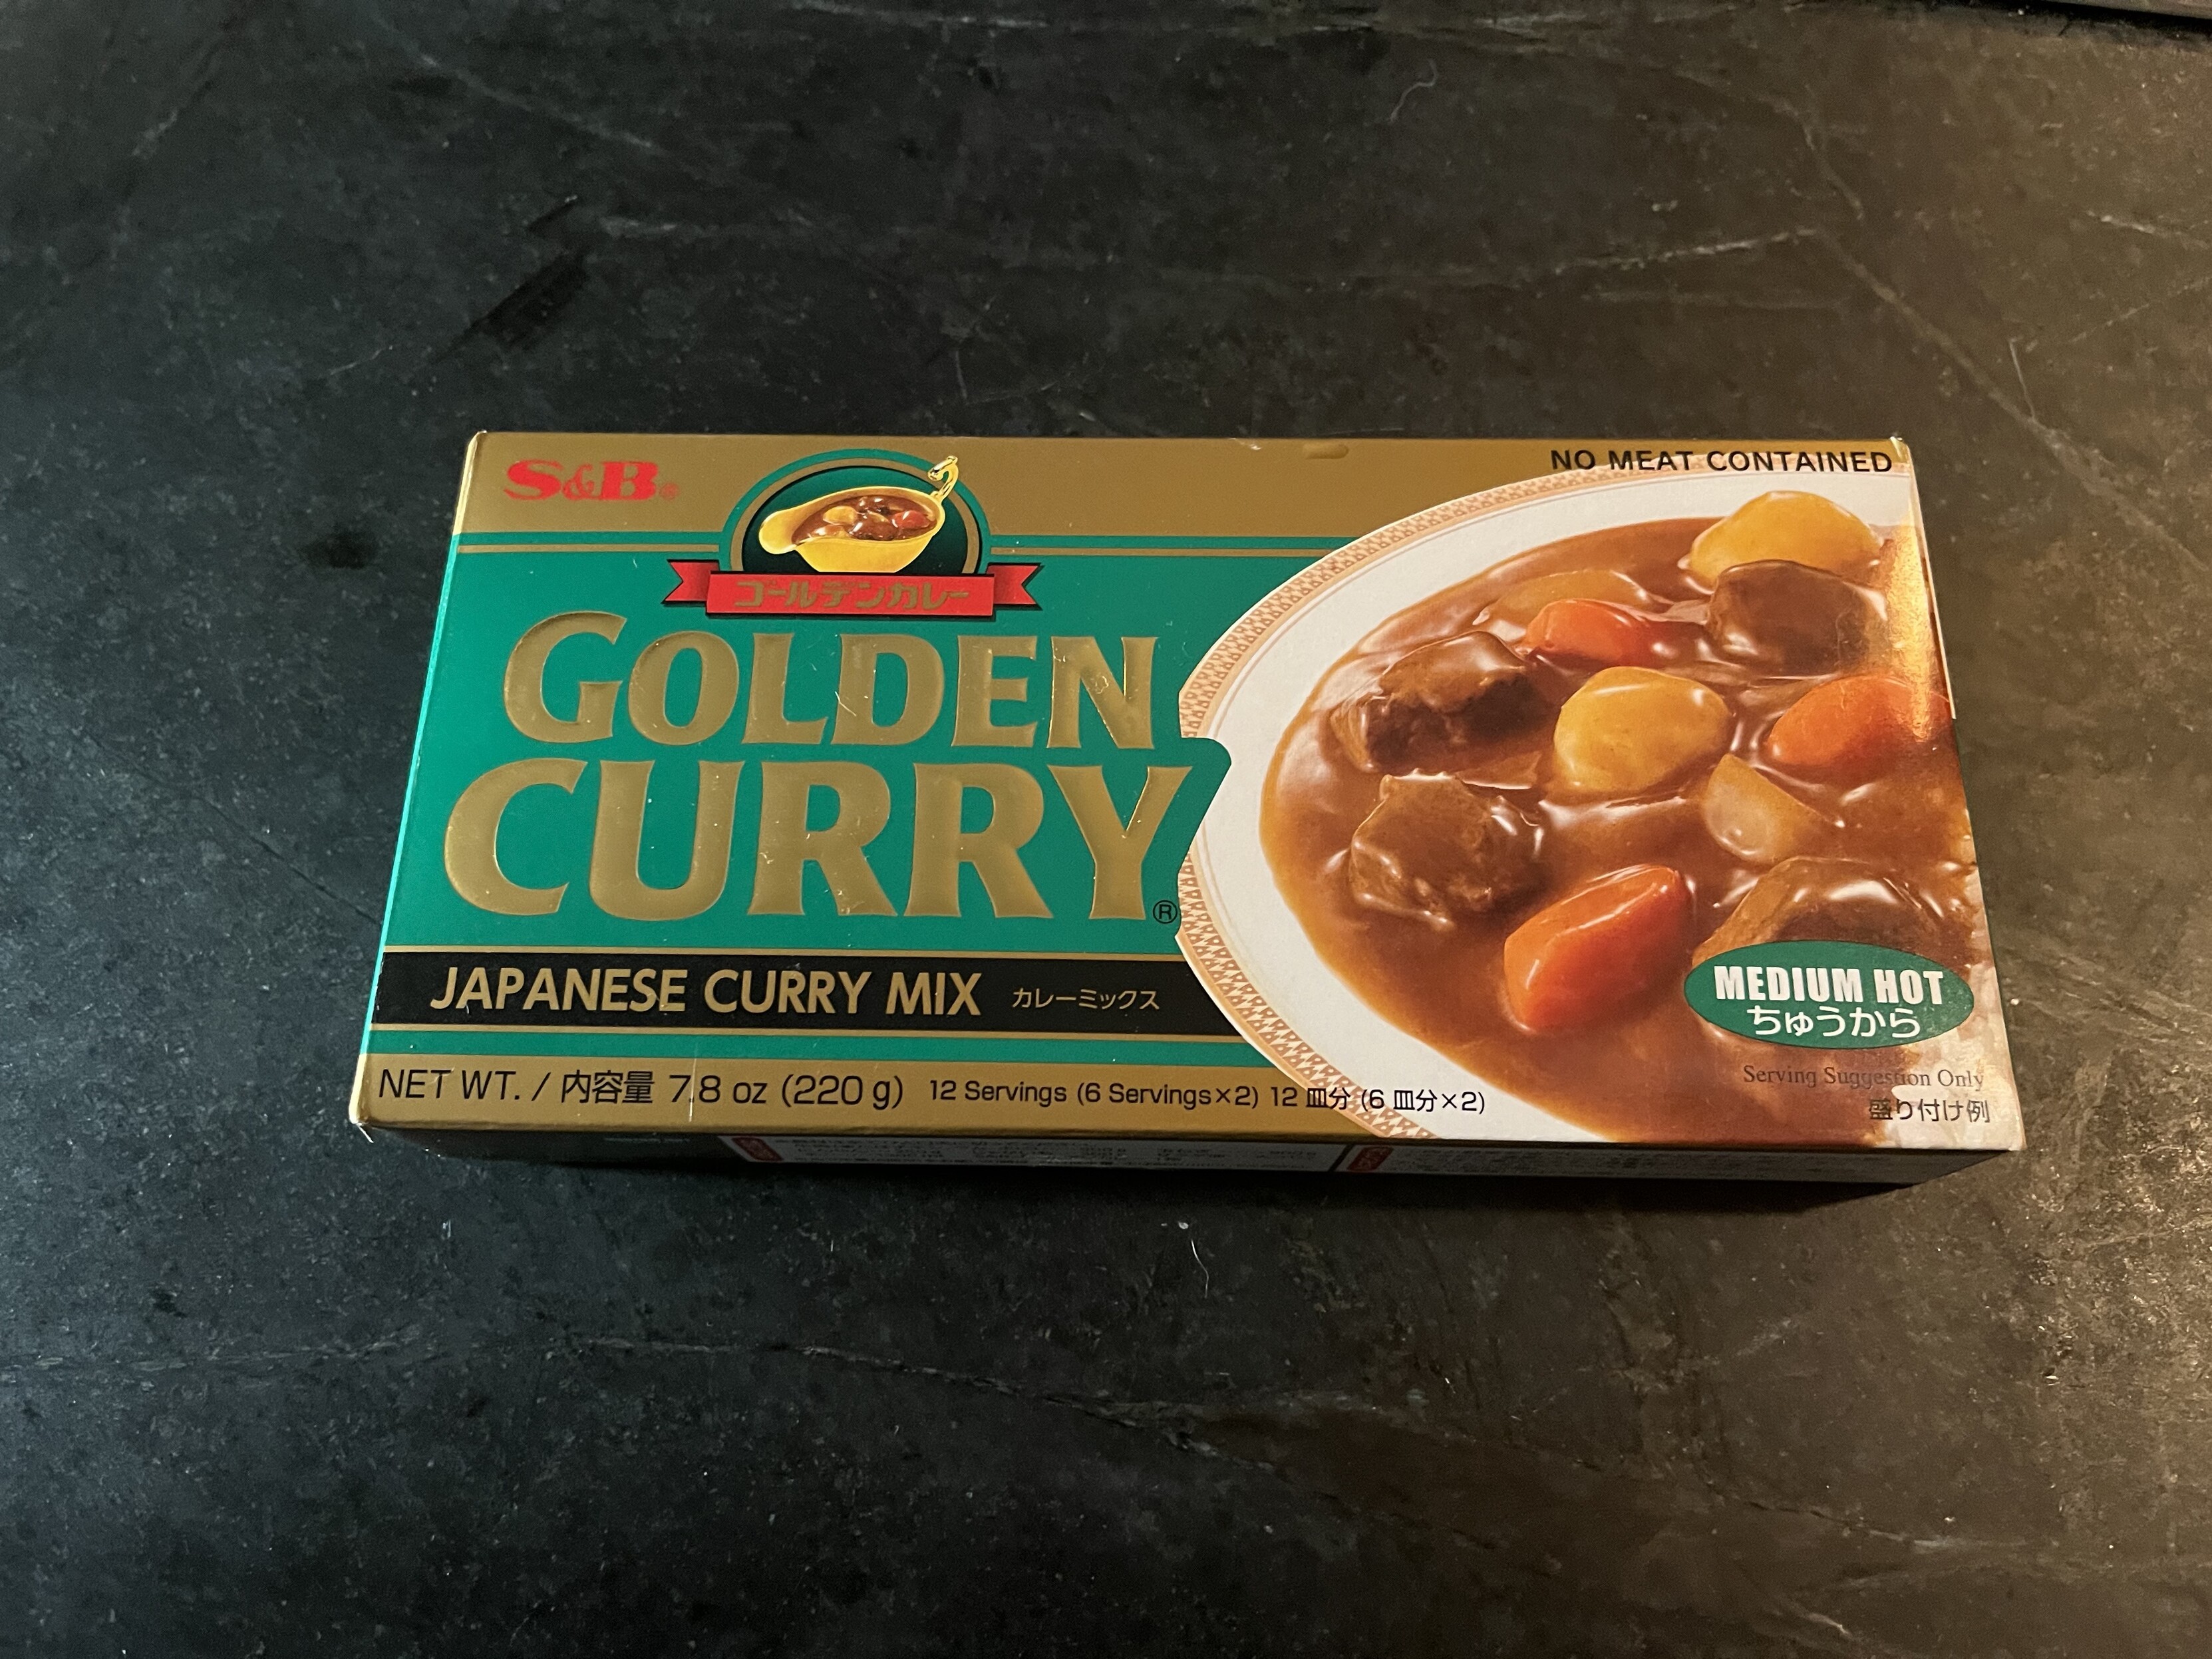 S&B®
NO MEAT CONTAINED
ゴールデンカレー
GOLDEN
CURRY®
JAPANESE CURRY MIX カレーミックス
MEDIUM HOT
ちゅうから
Serving Suggestion Only
盛り付け例
NET WT. / 内容量 7.8 oz (220 g) 12 Servings (6 Servings×2) 12 皿分 (6 皿分×2)